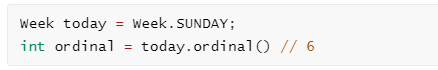 Week today = Week.SUNDAY;
int ordinal = today.ordinal() // 6